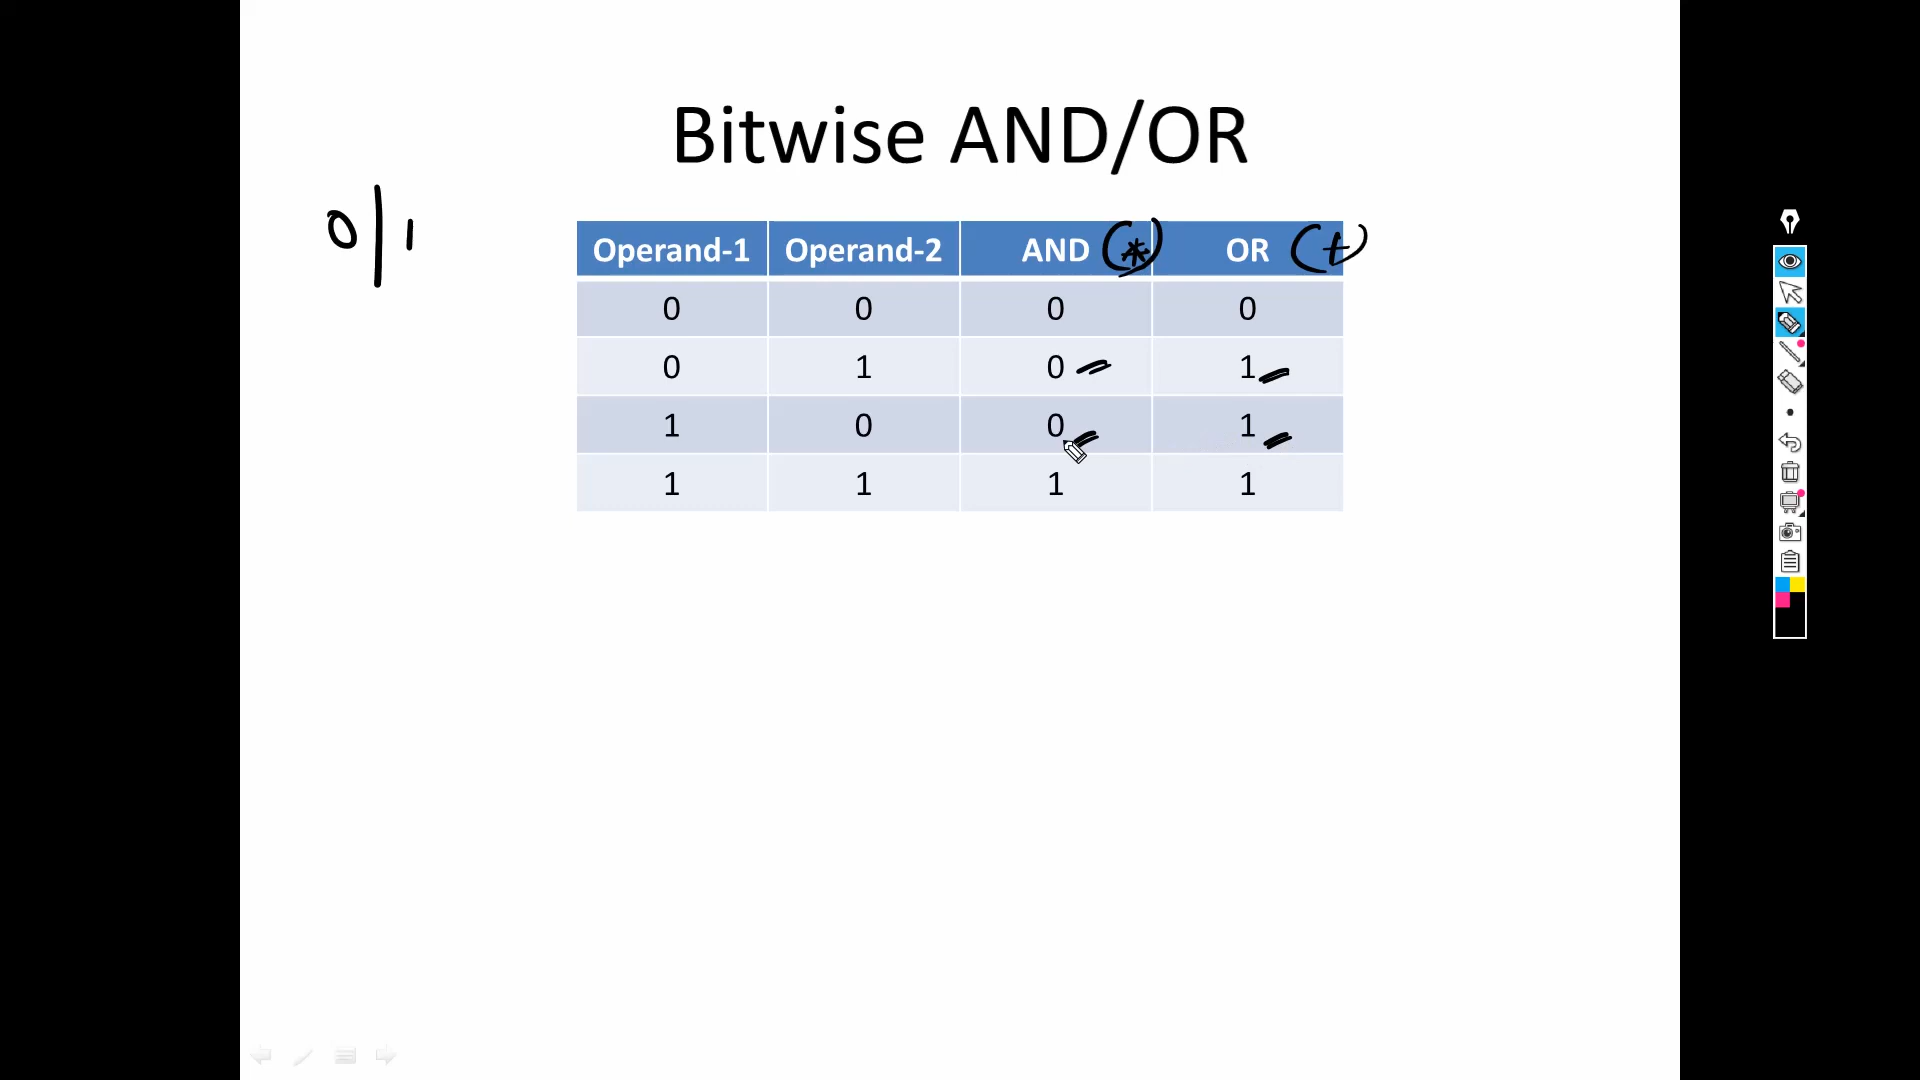 Bitwise AND/OR
0|1
Operand-1 Operand-2 AND (*) OR (+)
0 0 0 0
0 1 0 1
1 0 0 1
1 1 1 1